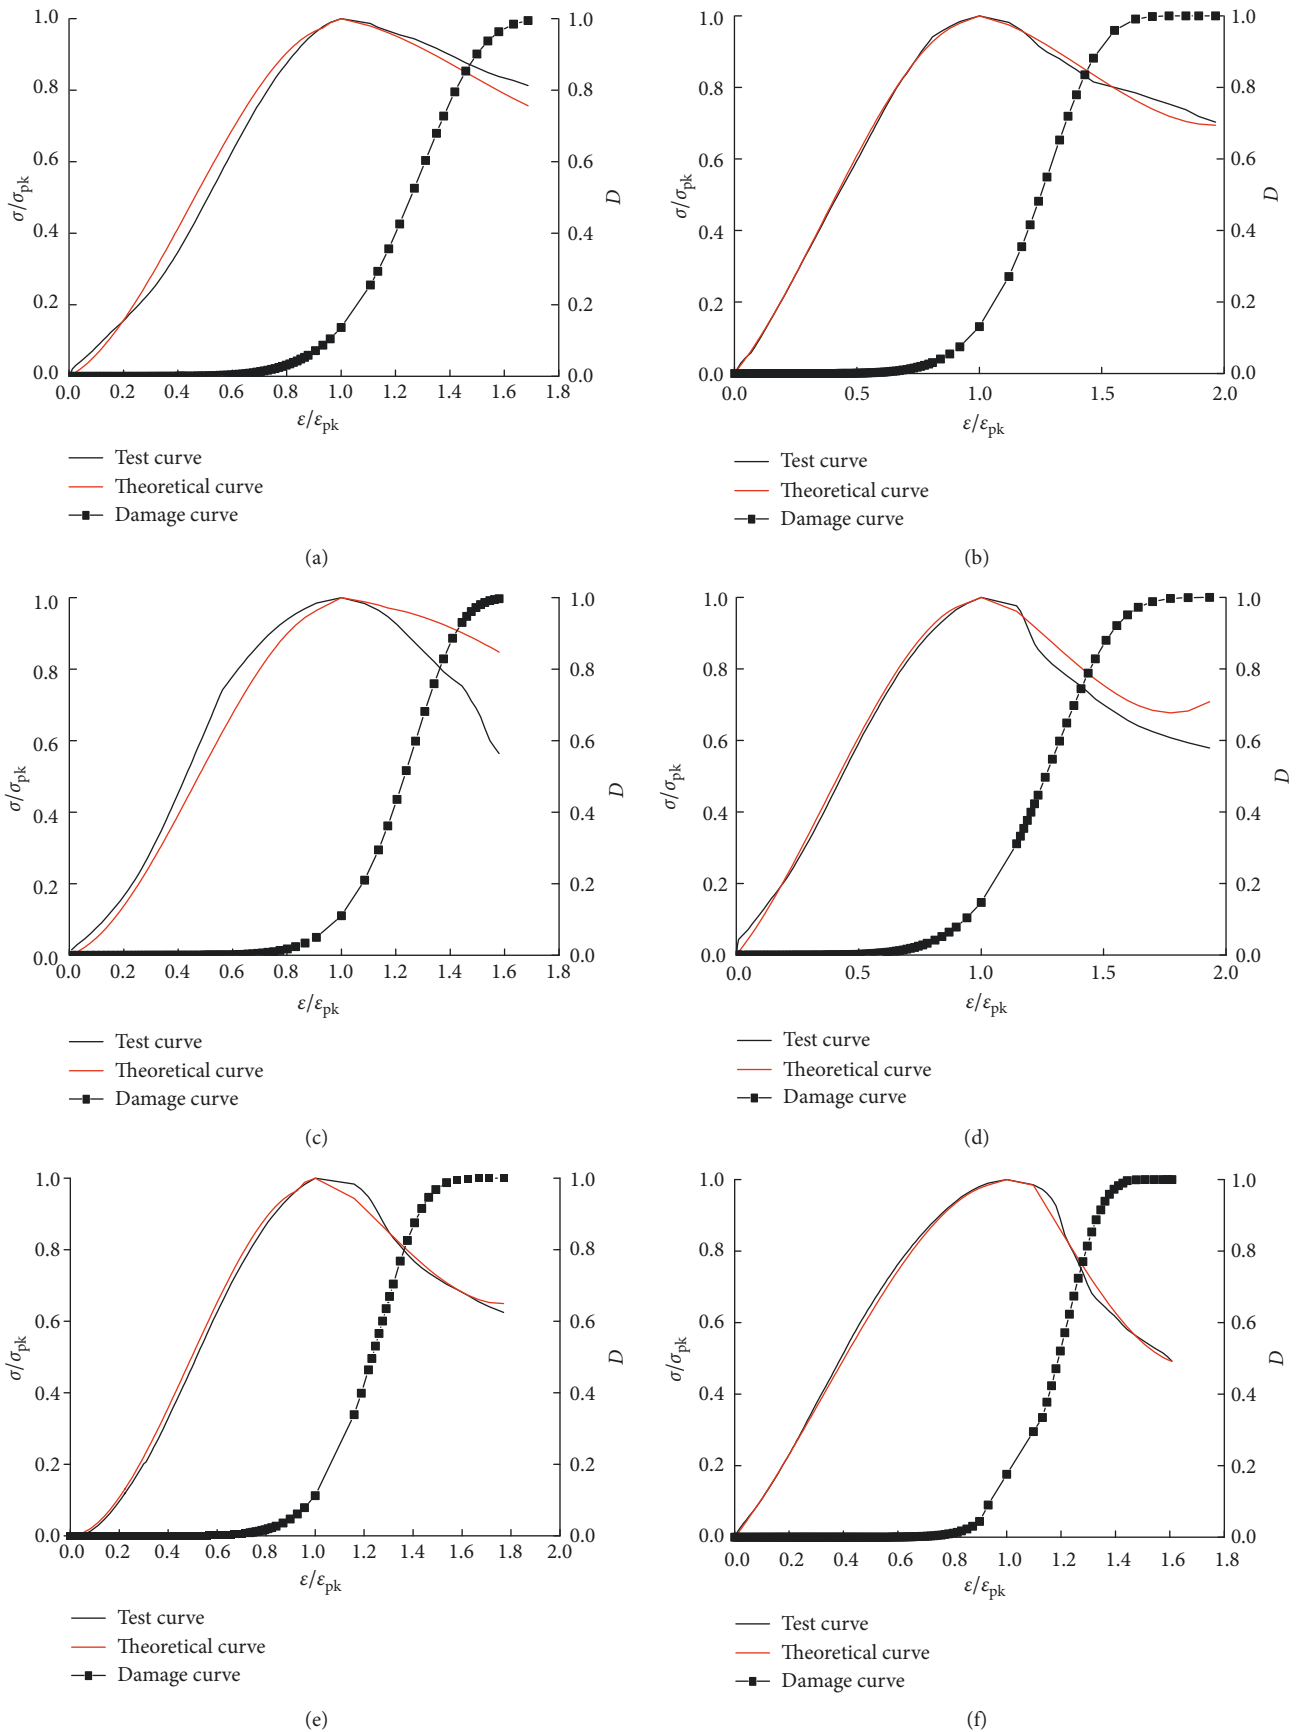 1.0
0.8
0.6
0.4
0.2
0.0
σ/σpk
1.0
0.8
0.6
0.4
0.2
0.0
D
0.0 0.2 0.4 0.6 0.8 1.0 1.2 1.4 1.6 1.8
ε/εpk
Test curve
Theoretical curve
Damage curve
(a)
1.0
0.8
0.6
0.4
0.2
0.0
σ/σpk
1.0
0.8
0.6
0.4
0.2
0.0
D
0.0 0.5 1.0 1.5 2.0
ε/εpk
Test curve
Theoretical curve
Damage curve
(b)
1.0
0.8
0.6
0.4
0.2
0.0
σ/σpk
1.0
0.8
0.6
0.4
0.2
0.0
D
0.0 0.2 0.4 0.6 0.8 1.0 1.2 1.4 1.6 1.8
ε/εpk
Test curve
Theoretical curve
Damage curve
(c)
1.0
0.8
0.6
0.4
0.2
0.0
σ/σpk
1.0
0.8
0.6
0.4
0.2
0.0
D
0.0 0.5 1.0 1.5 2.0
ε/εpk
Test curve
Theoretical curve
Damage curve
(d)
1.0
0.8
0.6
0.4
0.2
0.0
σ/σpk
1.0
0.8
0.6
0.4
0.2
0.0
D
0.0 0.2 0.4 0.6 0.8 1.0 1.2 1.4 1.6 1.8 2.0
ε/εpk
Test curve
Theoretical curve
Damage curve
(e)
1.0
0.8
0.6
0.4
0.2
0.0
σ/σpk
1.0
0.8
0.6
0.4
0.2
0.0
D
0.0 0.2 0.4 0.6 0.8 1.0 1.2 1.4 1.6 1.8
ε/εpk
Test curve
Theoretical curve
Damage curve
(f)